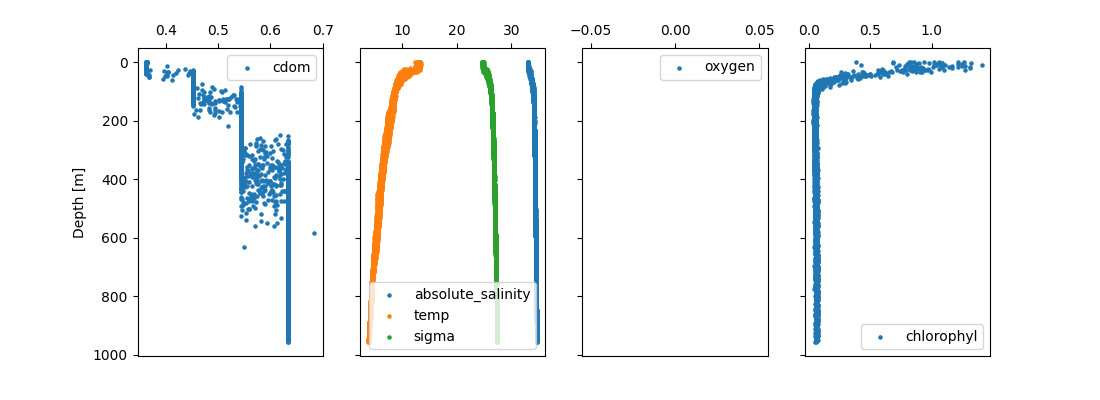 0.4 0.5 0.6 0.7 10 20 30 −0.05 0.00 0.05 0.0 0.5 1.0
0 cdom oxygen
200
400
Depth [m]
600
800 absolute_salinity
temp
sigma chlorophyl
1000